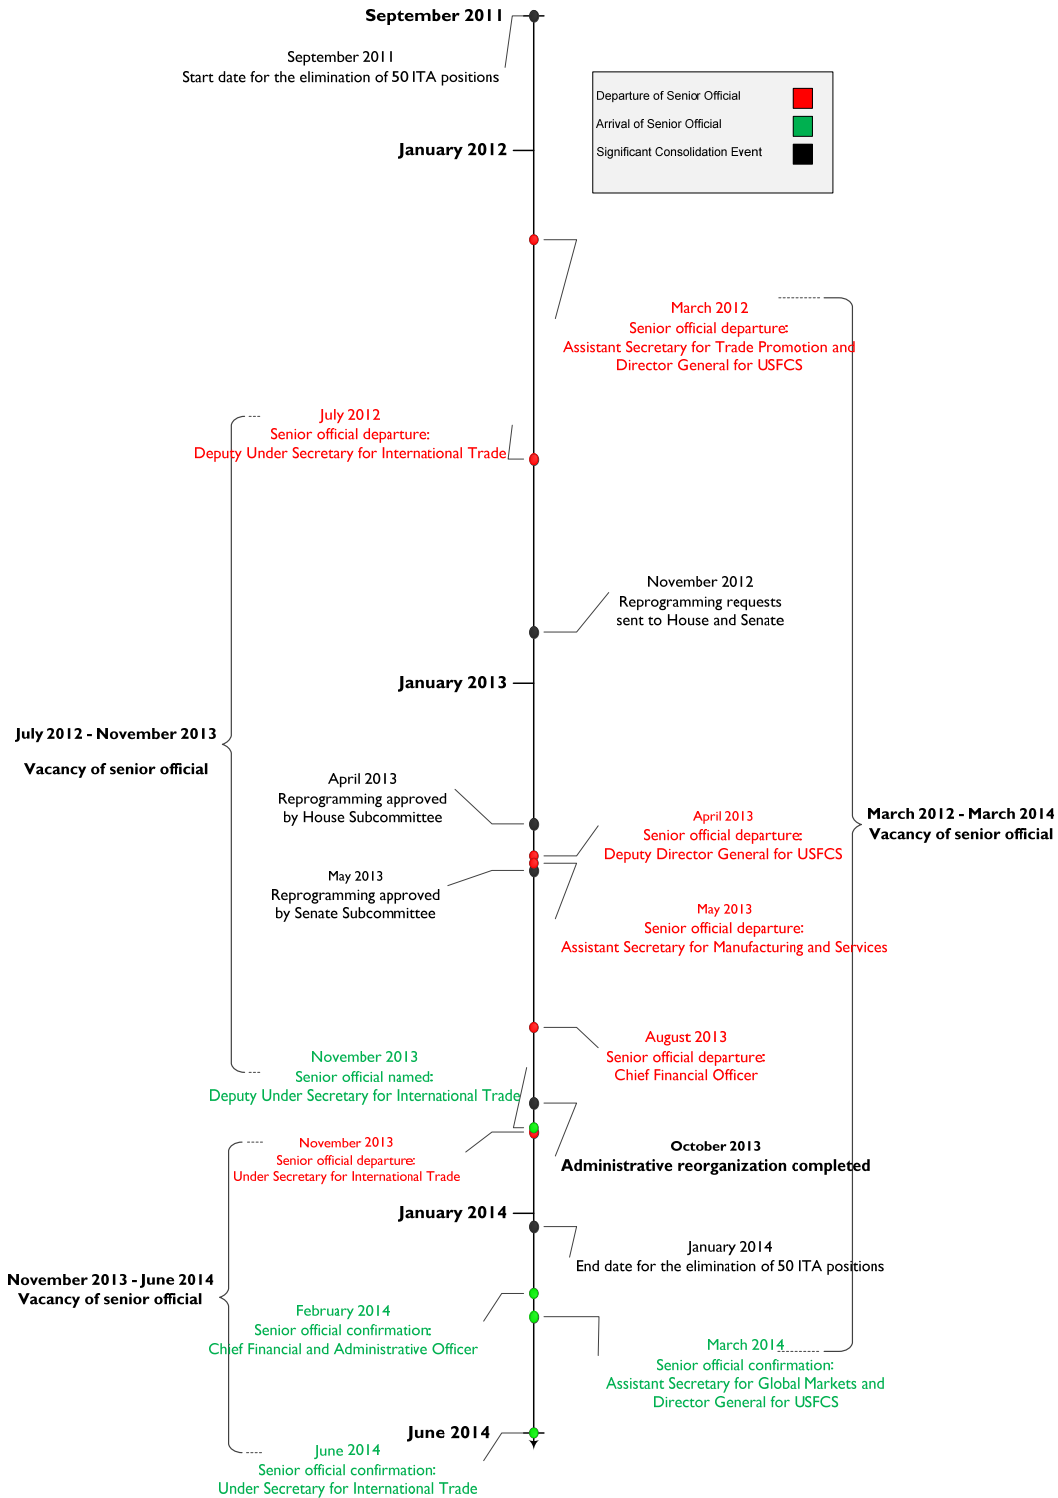 September 2011
September 2011
Start date for the elimination of 50 ITA positions
Departure of Senior Official
Arrival of Senior Official
Significant Consolidation Event
January 2012
March 2012
Senior official departure:
Assistant Secretary for Trade Promotion and
Director General for USFCS
July 2012
Senior official departure:
Deputy Under Secretary for International Trade
November 2012
Reprogramming requests
sent to House and Senate
January 2013
July 2012 - November 2013
Vacancy of senior official
April 2013
Reprogramming approved
by House Subcommittee
March 2012 - March 2014
Vacancy of senior official
April 2013
Senior official departure:
Deputy Director General for USFCS
May 2013
Reprogramming approved
by Senate Subcommittee
May 2013
Senior official departure:
Assistant Secretary for Manufacturing and Services
August 2013
Senior official departure:
Chief Financial Officer
November 2013
Senior official named:
Deputy Under Secretary for International Trade
October 2013
Administrative reorganization completed
November 2013
Senior official departure:
Under Secretary for International Trade
January 2014
January 2014
End date for the elimination of 50 ITA positions
November 2013 - June 2014
Vacancy of senior official
February 2014
Senior official confirmation:
Chief Financial and Administrative Officer
March 2014
Senior official confirmation:
Assistant Secretary for Global Markets and
Director General for USFCS
June 2014
June 2014
Senior official confirmation:
Under Secretary for International Trade